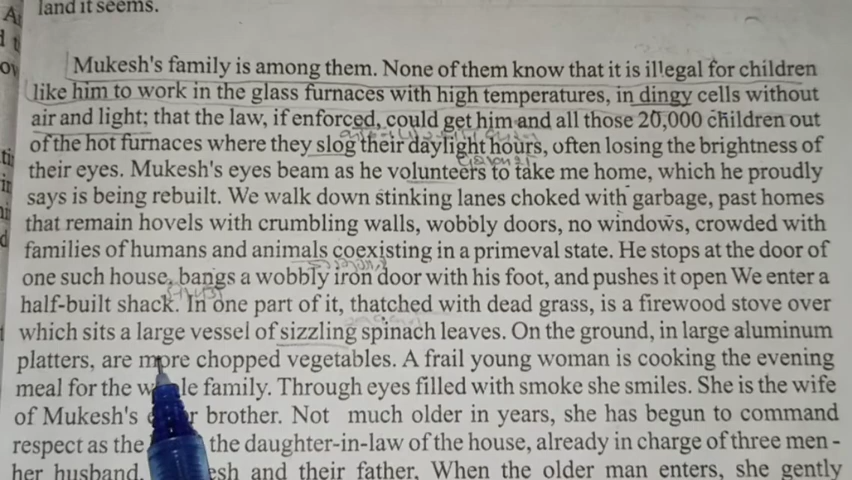 land it seems.
Mukesh's family is among them. None of them know that it is illegal for children
like him to work in the glass furnaces with high temperatures, in dingy cells without
air and light; that the law, if enforced, could get him and all those 20,000 children out
of the hot furnaces where they slog their daylight hours, often losing the brightness of
their eyes. Mukesh's eyes beam as he volunteers to take me home, which he proudly
says is being rebuilt. We walk down stinking lanes choked with garbage, past homes
that remain hovels with crumbling walls, wobbly doors, no windows, crowded with
families of humans and animals coexisting in a primeval state. He stops at the door of
one such house, bangs a wobbly iron door with his foot, and pushes it open We enter a
half-built shack. In one part of it, thatched with dead grass, is a firewood stove over
which sits a large vessel of sizzling spinach leaves. On the ground, in large aluminum
platters, are more chopped vegetables. A frail young woman is cooking the evening
meal for the family. Through eyes filled with smoke she smiles. She is the wife
of Mukesh's brother. Not much older in years, she has begun to command
respect as the the daughter-in-law of the house, already in charge of three men -
her husband, and their father. When the older man enters, she gently